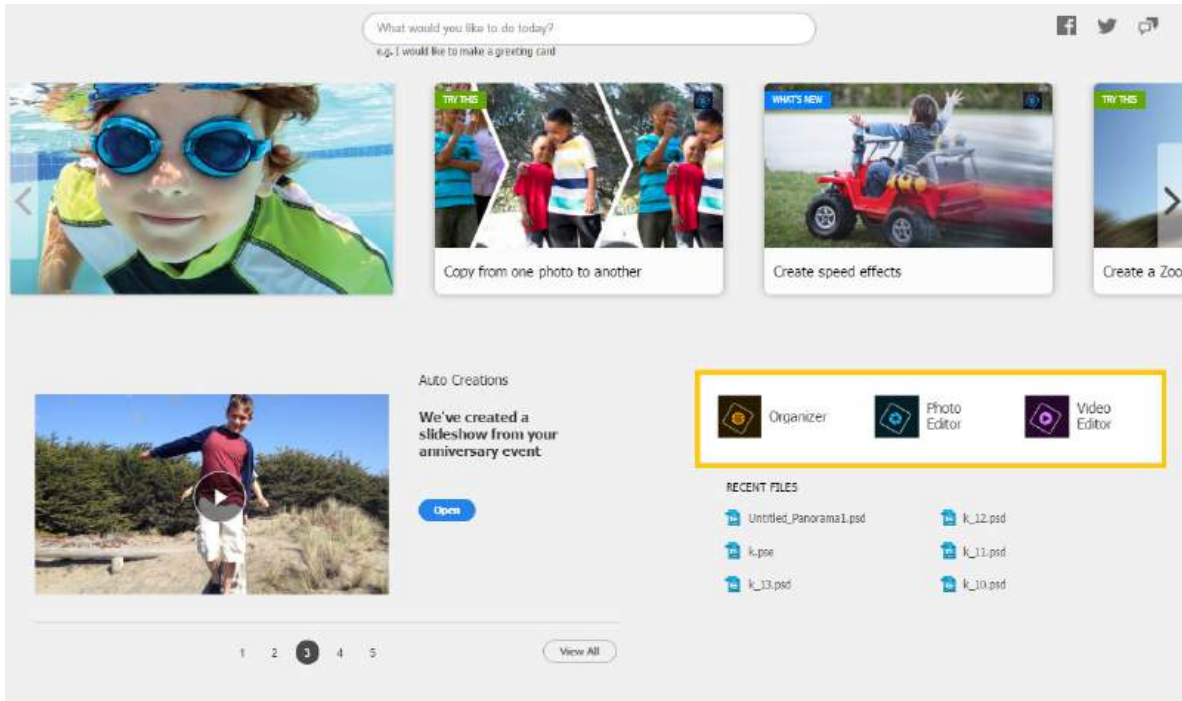 What would you like to do today?
e.g. I would like to make a greeting card
TRY THIS
WHAT'S NEW
TRY THIS
Copy from one photo to another
Create speed effects
Create a Zoo
Auto Creations
We've created a
slideshow from your
anniversary event
Open
Organizer
Photo
Editor
Video
Editor
RECENT FILES
Untitled_Panorama1.psd
k_12.psd
k.pse
k_11.psd
k_13.psd
k_10.psd
1 2 3 4 5
View All